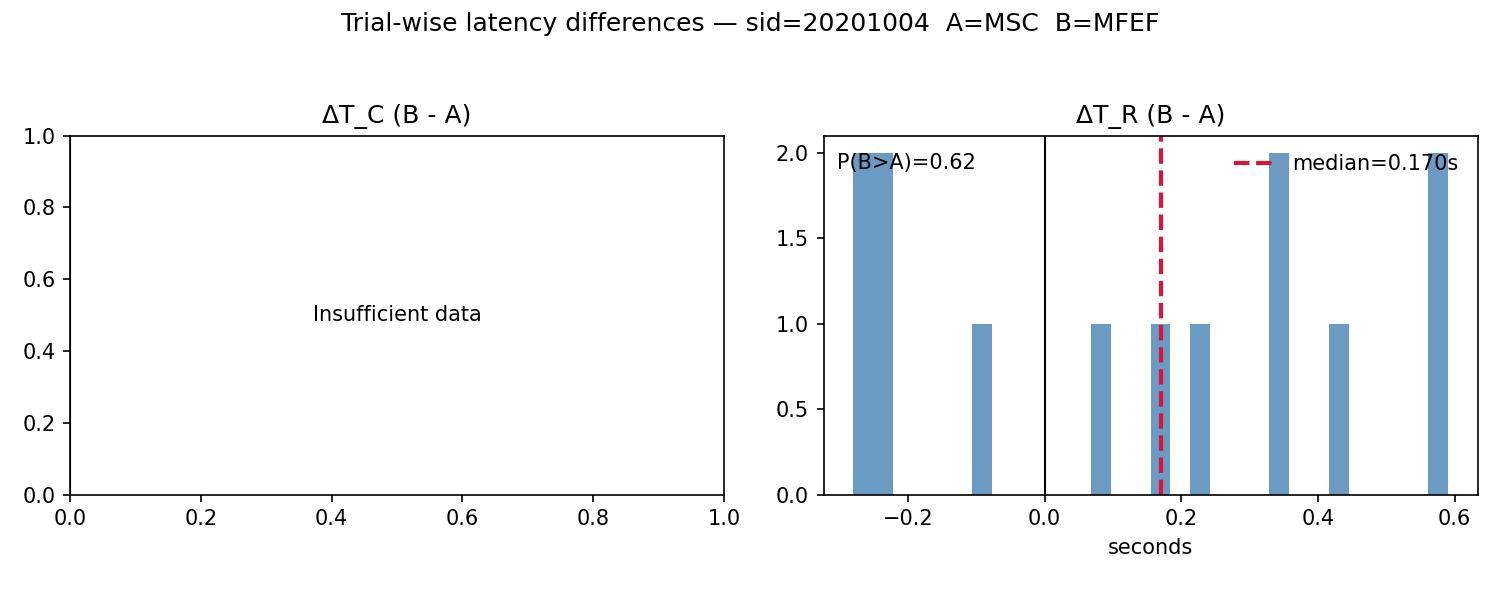 Trial-wise latency differences — sid=20201004  A=MSC  B=MFEF
ΔT_C (B - A)
1.0
0.8
0.6
0.4
0.2
0.0
Insufficient data
0.0 0.2 0.4 0.6 0.8 1.0
ΔT_R (B - A)
P(B>A)=0.62
median=0.170s
2.0
1.5
1.0
0.5
0.0
−0.2 0.0 0.2 0.4 0.6
seconds